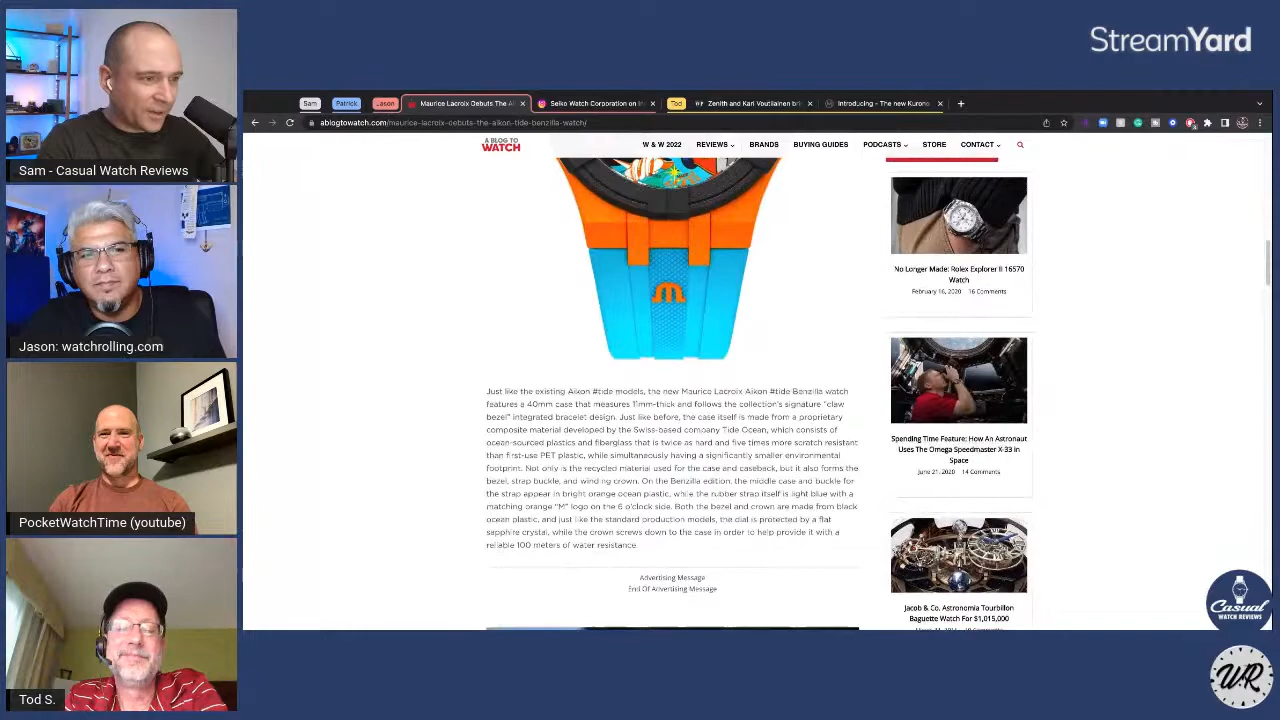 StreamYard
Sam
Patrick
Jason
Maurice Lacroix Debuts The Ai
Seiko Watch Corporation on In
Tod
Zenith and Kari Voutilainen bri
Introducing - The new Kurono
ablogtowatch.com/maurice-lacroix-debuts-the-aikon-tide-benzilla-watch/
A BLOG TO
WATCH
W & W 2022
REVIEWS
BRANDS
BUYING GUIDES
PODCASTS
STORE
CONTACT
Sam - Casual Watch Reviews
Jason: watchrolling.com
PocketWatchTime (youtube)
Tod S.
Just like the existing Aikon #tide models, the new Maurice Lacroix Aikon #tide Benzilla watch
features a 40mm case that measures 11mm-thick and follows the collection's signature "claw
bezel" integrated bracelet design. Just like before, the case itself is made from a proprietary
composite material developed by the Swiss-based company Tide Ocean, which consists of
ocean-sourced plastics and fiberglass that is twice as hard and five times more scratch resistant
than first-use PET plastic, while simultaneously having a significantly smaller environmental
footprint. Not only is the recycled material used for the case and caseback, but it also forms the
bezel, strap buckle, and winding crown. On the Benzilla edition, the middle case and buckle for
the strap appear in bright orange ocean plastic, while the rubber strap itself is light blue with a
matching orange "M" logo on the 6 o'clock side. Both the bezel and crown are made from black
ocean plastic, and just like the standard production models, the dial is protected by a flat
sapphire crystal, while the crown screws down to the case in order to help provide it with a
reliable 100 meters of water resistance.
Advertising Message
End Of Advertising Message
No Longer Made: Rolex Explorer II 16570
Watch
February 16, 2020 16 Comments
Spending Time Feature: How An Astronaut
Uses The Omega Speedmaster X-33 In
Space
June 21, 2020 14 Comments
Jacob & Co. Astronomia Tourbillon
Baguette Watch For $1,015,000
Casual
WATCH REVIEWS
WR